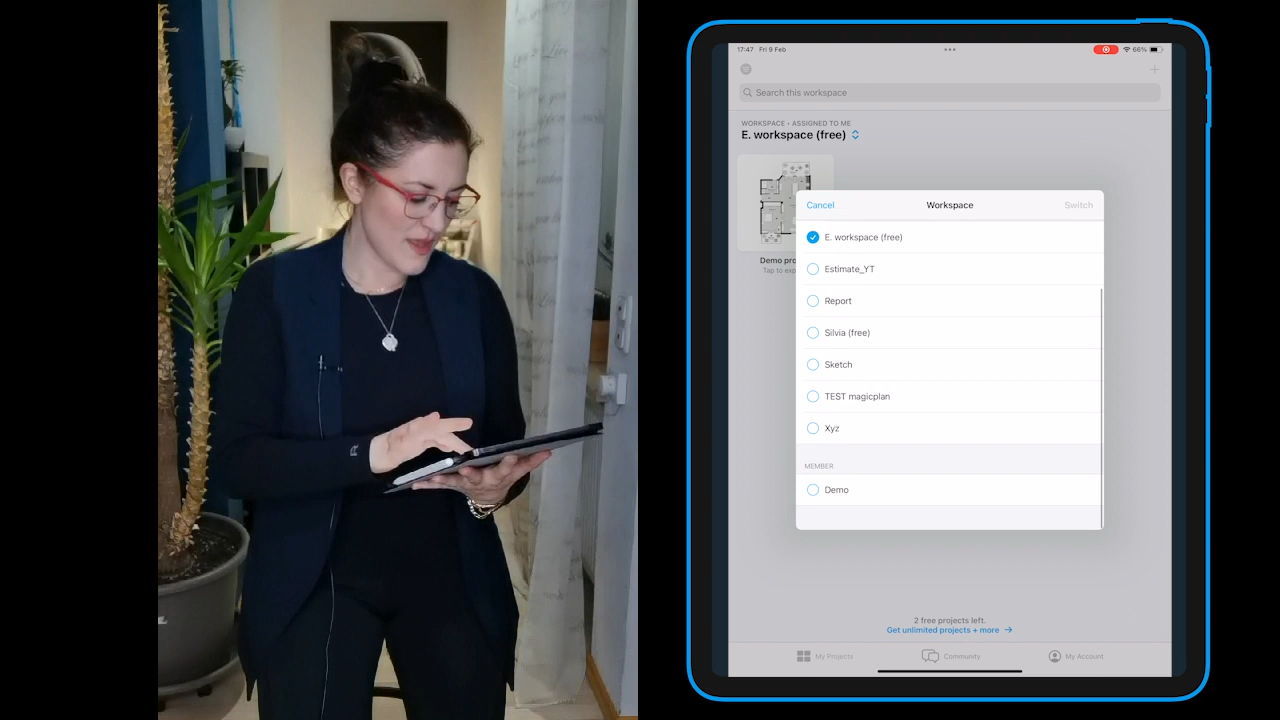 17:47 Fri 9 Feb
66%
Search this workspace
WORKSPACE • ASSIGNED TO ME
E. workspace (free)
Demo pro
Tap to exp
Cancel
Workspace
Switch
E. workspace (free)
Estimate_YT
Report
Silvia (free)
Sketch
TEST magicplan
Xyz
MEMBER
Demo
2 free projects left.
Get unlimited projects + more →
My Projects
Community
My Account